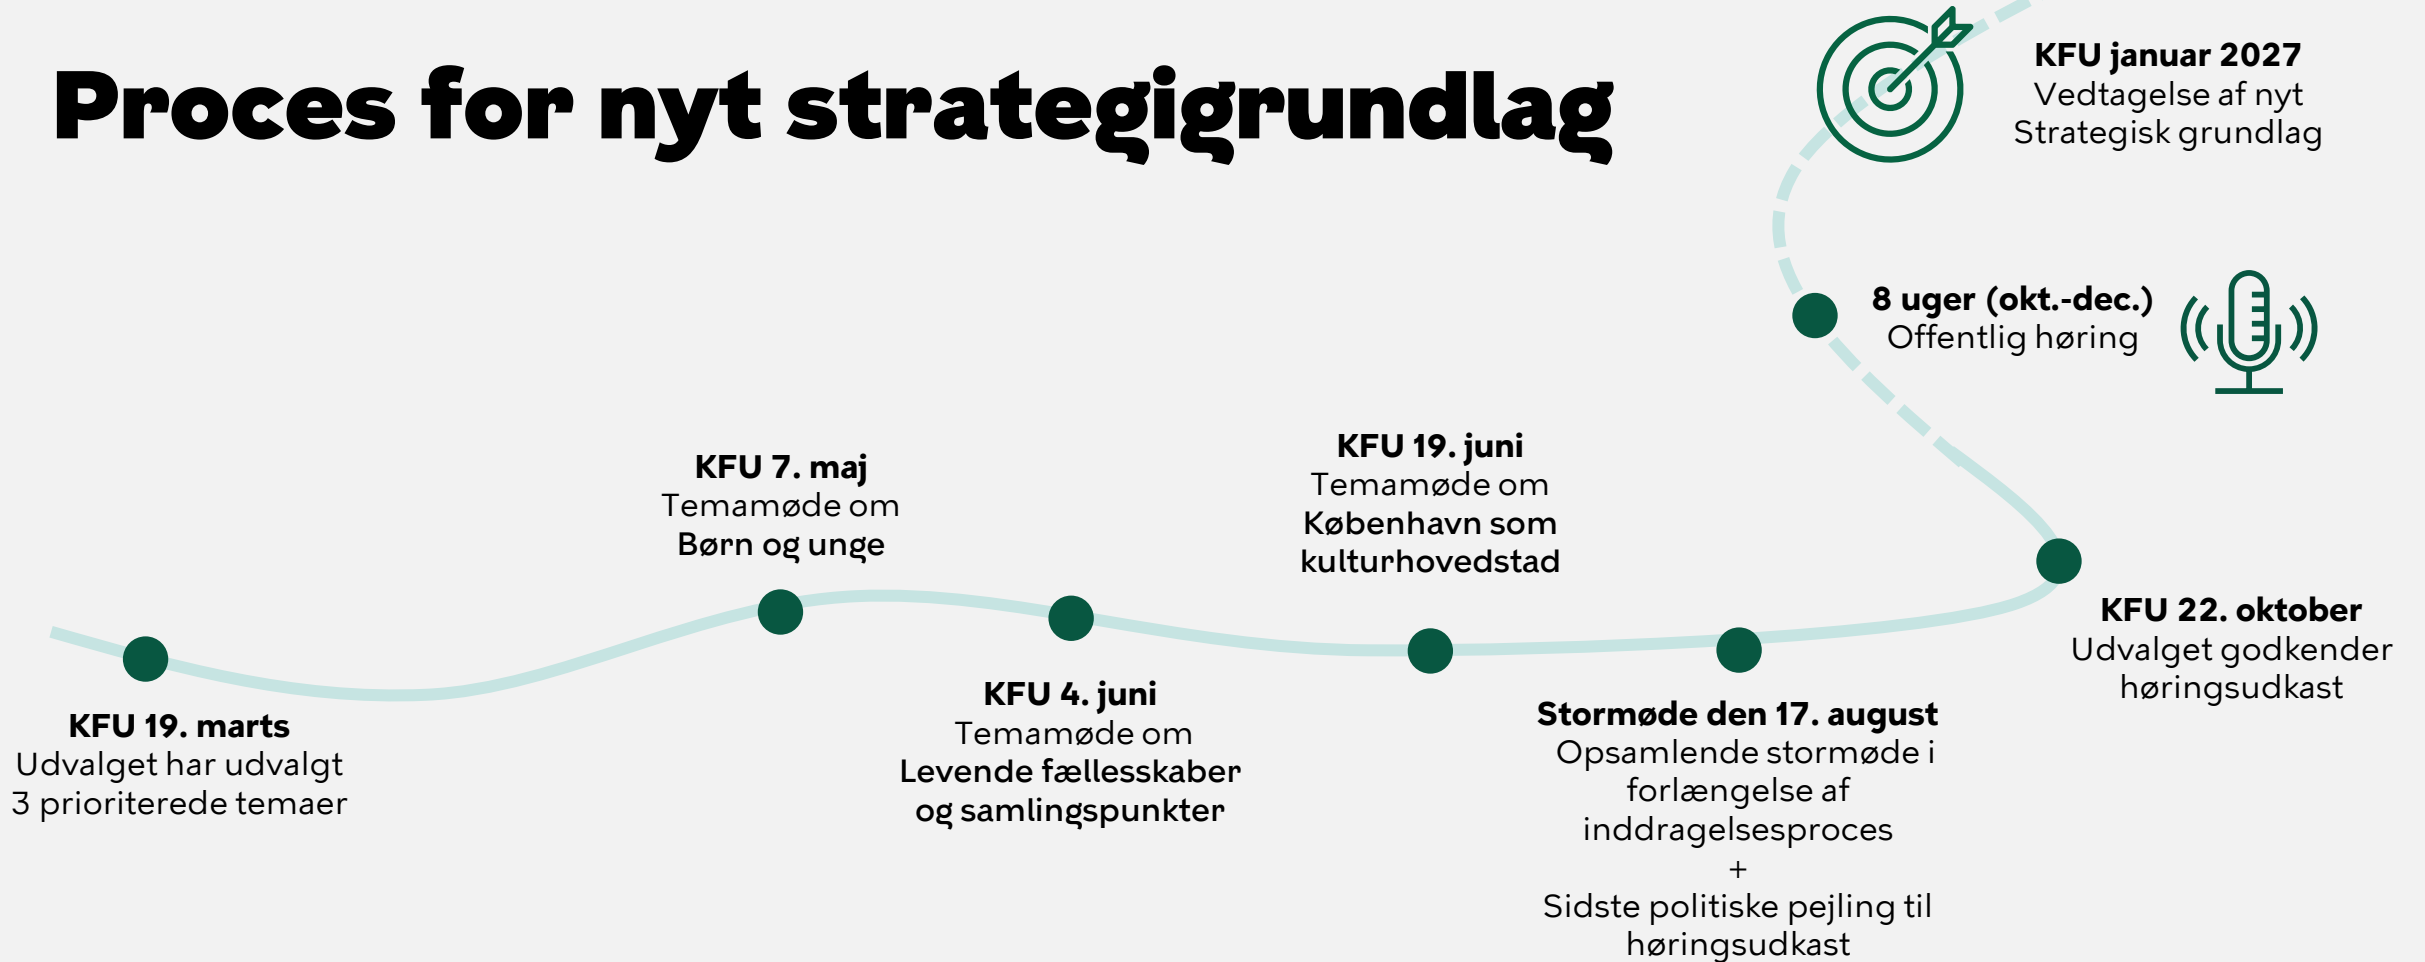 Proces for nyt strategigrundlag
KFU 19. marts
Udvalget har udvalgt
3 prioriterede temaer
KFU 7. maj
Temamøde om
Børn og unge
KFU 4. juni
Temamøde om
Levende fællesskaber
og samlingspunkter
KFU 19. juni
Temamøde om
København som
kulturhovedstad
Stormøde den 17. august
Opsamlende stormøde i
forlængelse af
inddragelsesproces
+
Sidste politiske pejling til
høringsudkast
KFU 22. oktober
Udvalget godkender
høringsudkast
8 uger (okt.-dec.)
Offentlig høring
KFU januar 2027
Vedtagelse af nyt
Strategisk grundlag